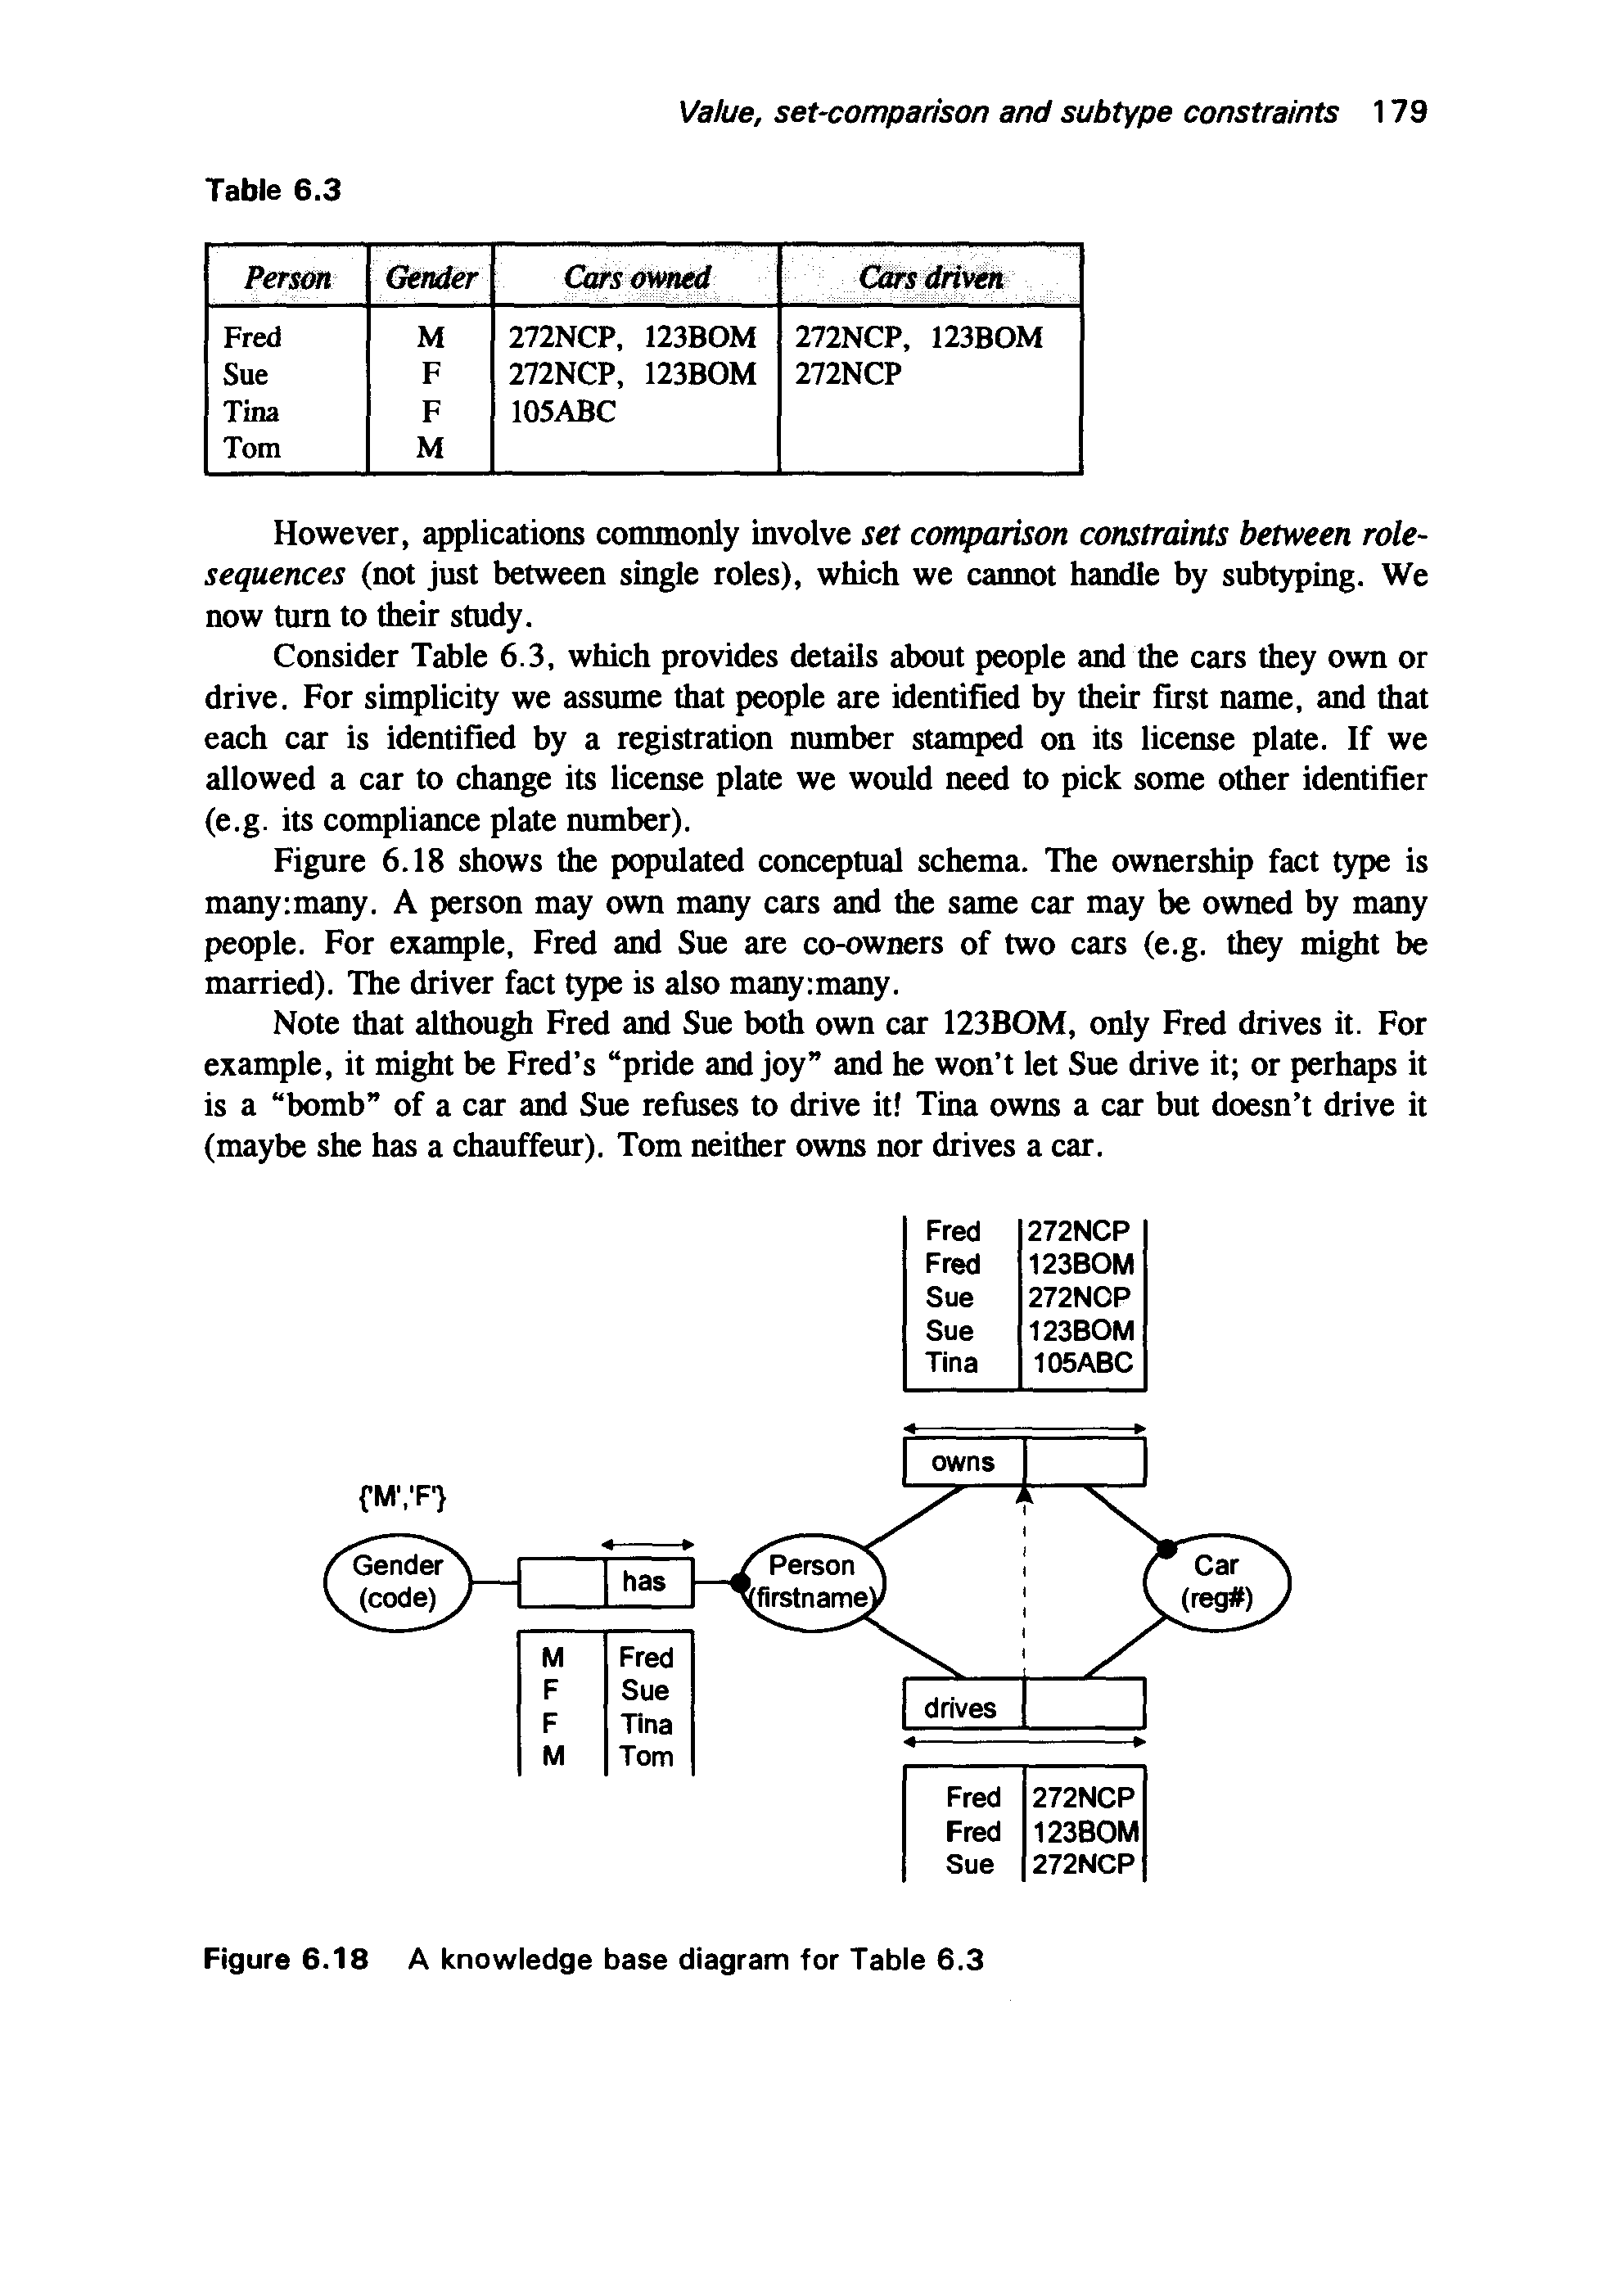 Value, set-comparison and subtype constraints 179
Table 6.3
Person Gender Cars owned Cars driven
Fred M 272NCP, 123BOM 272NCP, 123BOM
Sue F 272NCP, 123BOM 272NCP
Tina F 105ABC
Tom M
However, applications commonly involve set comparison constraints between role-
sequences (not just between single roles), which we cannot handle by subtyping. We
now turn to their study.
Consider Table 6.3, which provides details about people and the cars they own or
drive. For simplicity we assume that people are identified by their first name, and that
each car is identified by a registration number stamped on its license plate. If we
allowed a car to change its license plate we would need to pick some other identifier
(e.g. its compliance plate number).
Figure 6.18 shows the populated conceptual schema. The ownership fact type is
many:many. A person may own many cars and the same car may be owned by many
people. For example, Fred and Sue are co-owners of two cars (e.g. they might be
married). The driver fact type is also many:many.
Note that although Fred and Sue both own car 123BOM, only Fred drives it. For
example, it might be Fred's “pride and joy” and he won't let Sue drive it; or perhaps it
is a “bomb” of a car and Sue refuses to drive it! Tina owns a car but doesn't drive it
(maybe she has a chauffeur). Tom neither owns nor drives a car.
Fred 272NCP
Fred 123BOM
Sue 272NCP
Sue 123BOM
Tina 105ABC
owns
{'M','F'}
Gender
(code)
has
Person
(firstname)
Car
(reg#)
M Fred
F Sue
F Tina
M Tom
drives
Fred 272NCP
Fred 123BOM
Sue 272NCP
Figure 6.18 A knowledge base diagram for Table 6.3